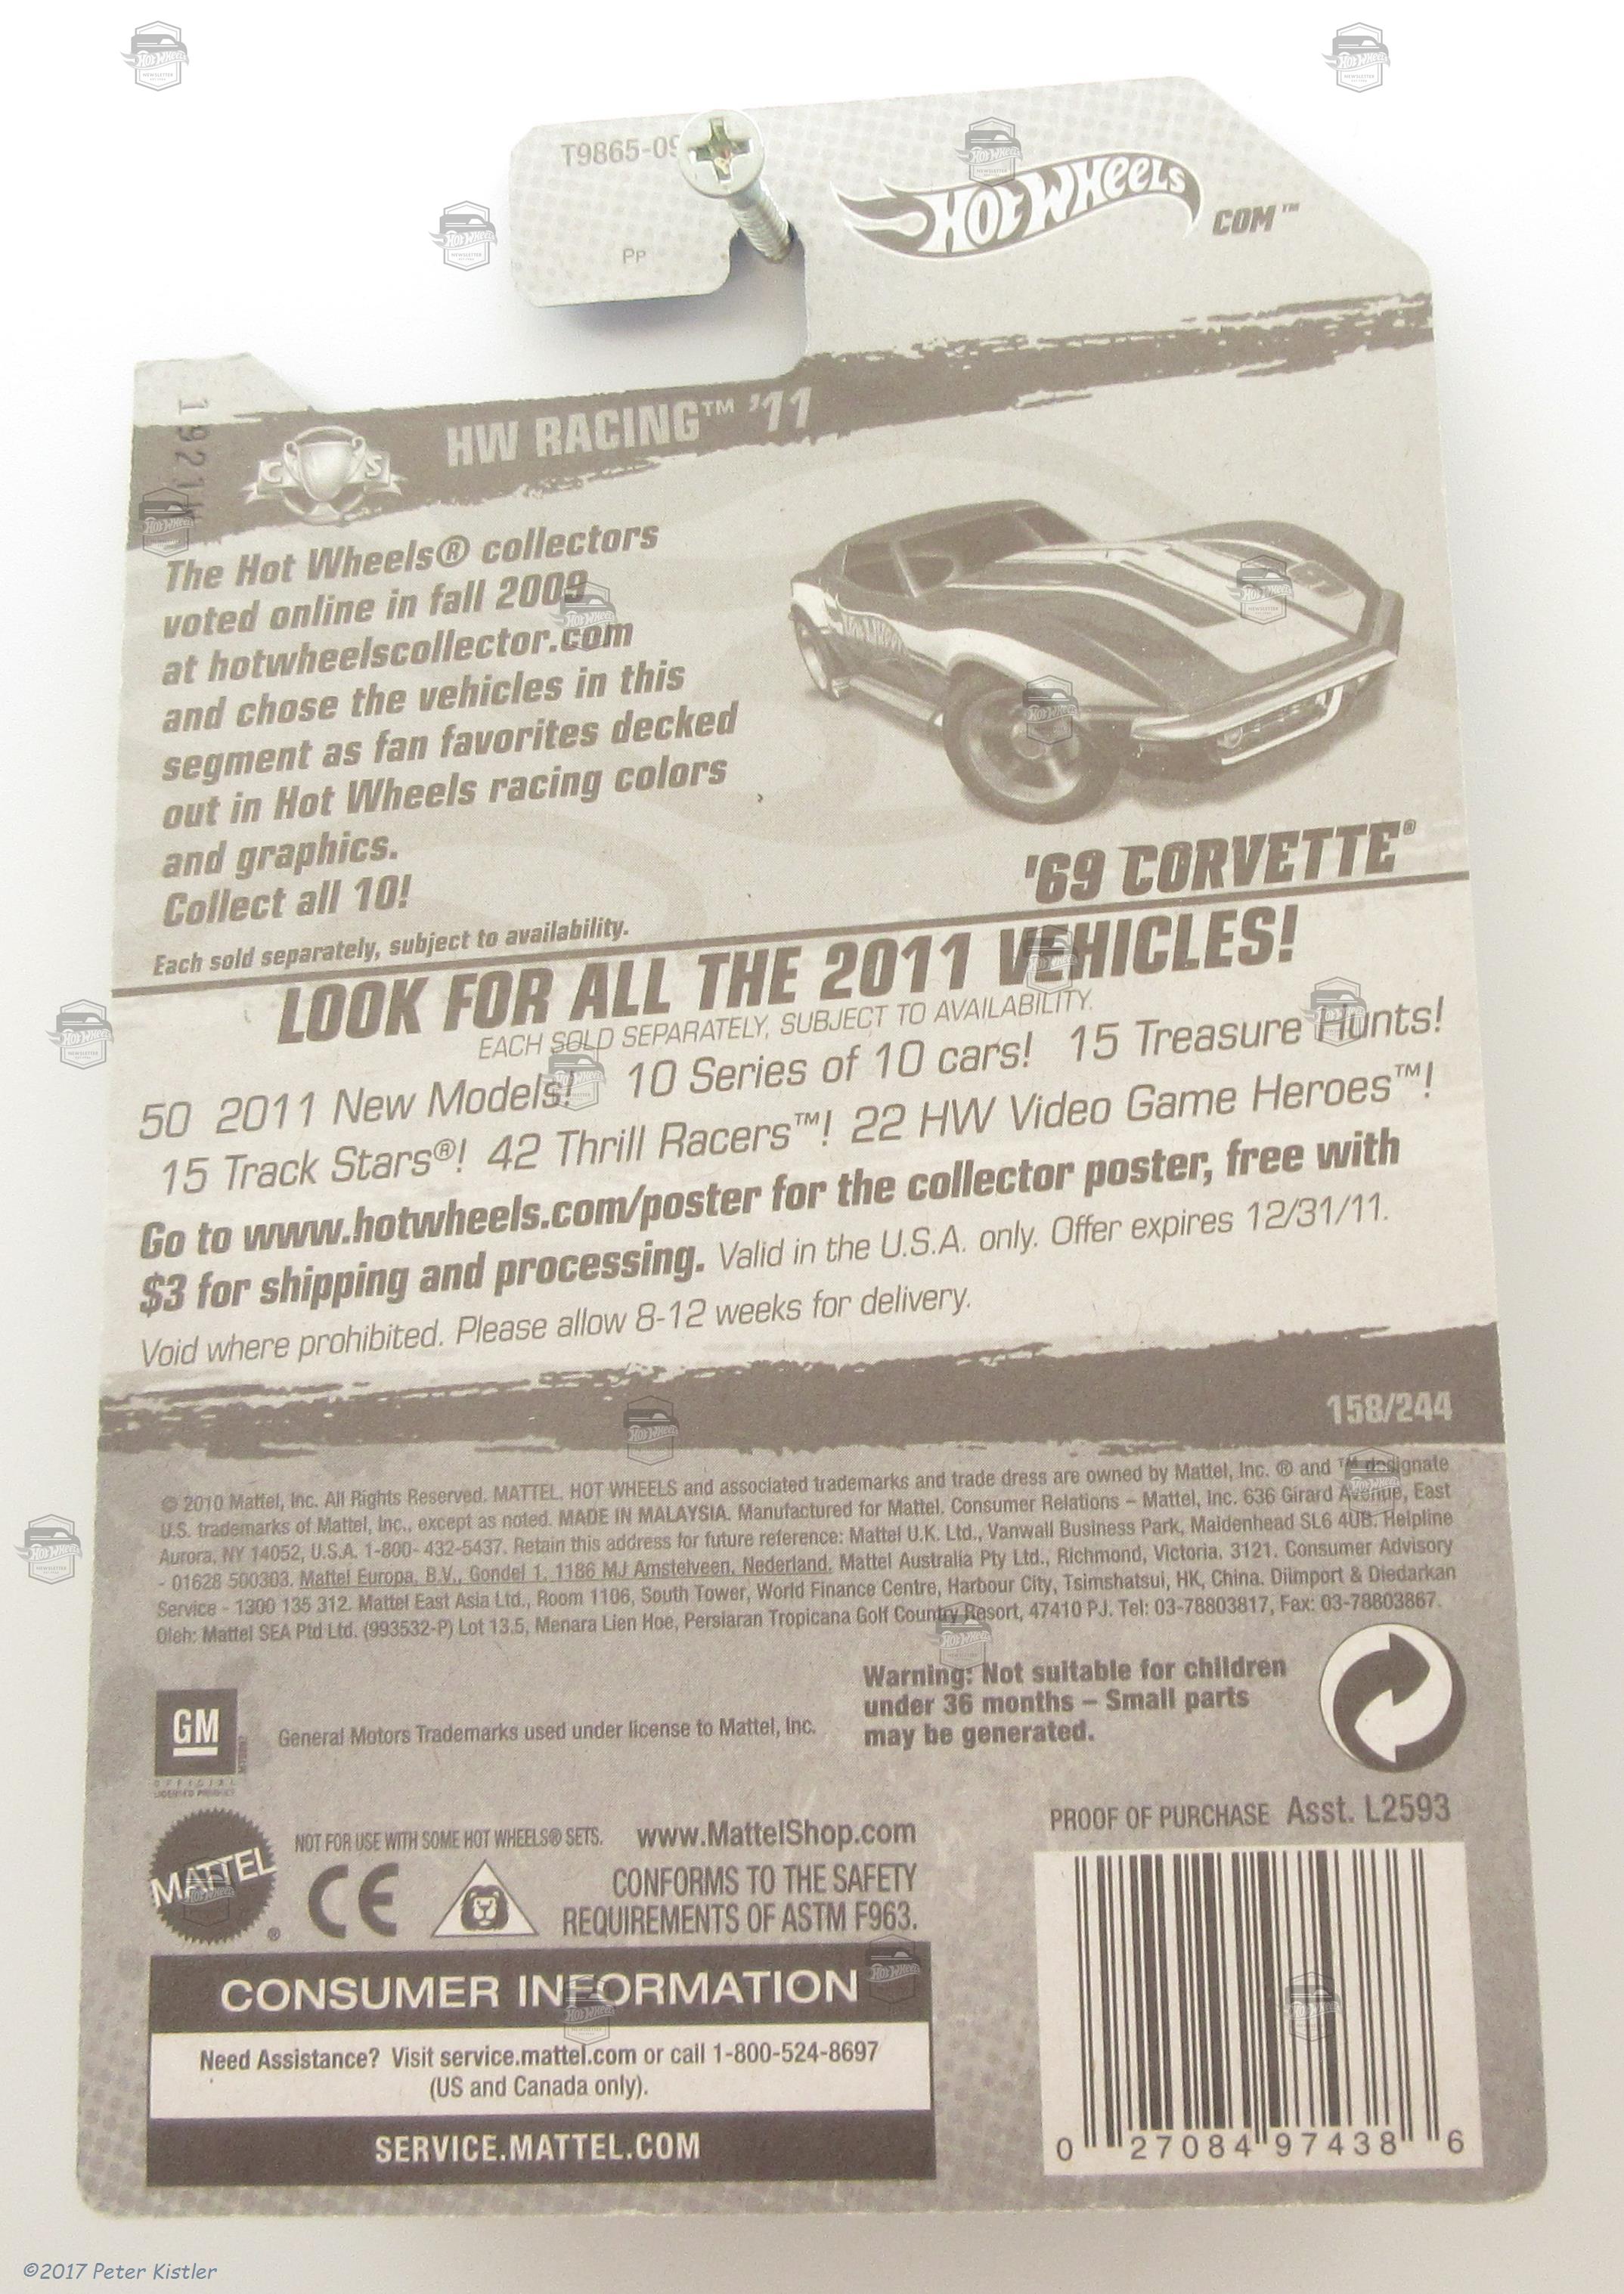 T9865-09
HOT WHEELS .COM™
PP
HW RACING™ '11
C S
The Hot Wheels® collectors
voted online in fall 2009
at hotwheelscollector.com
and chose the vehicles in this
segment as fan favorites decked
out in Hot Wheels racing colors
and graphics.
Collect all 10!
Each sold separately, subject to availability.
'69 CORVETTE®
LOOK FOR ALL THE 2011 VEHICLES!
EACH SOLD SEPARATELY, SUBJECT TO AVAILABILITY.
50 2011 New Models! 10 Series of 10 cars! 15 Treasure Hunts!
15 Track Stars®! 42 Thrill Racers™! 22 HW Video Game Heroes™!
Go to www.hotwheels.com/poster for the collector poster, free with
$3 for shipping and processing. Valid in the U.S.A. only. Offer expires 12/31/11.
Void where prohibited. Please allow 8-12 weeks for delivery.
158/244
© 2010 Mattel, Inc. All Rights Reserved. MATTEL, HOT WHEELS and associated trademarks and trade dress are owned by Mattel, Inc. ® and ™ designate
U.S. trademarks of Mattel, Inc., except as noted. MADE IN MALAYSIA. Manufactured for Mattel. Consumer Relations – Mattel, Inc. 636 Girard Avenue, East
Aurora, NY 14052, U.S.A. 1-800- 432-5437. Retain this address for future reference: Mattel U.K. Ltd., Vanwall Business Park, Maidenhead SL6 4UB. Helpline
- 01628 500303. Mattel Europa, B.V., Gondel 1, 1186 MJ Amstelveen, Nederland. Mattel Australia Pty Ltd., Richmond, Victoria. 3121. Consumer Advisory
Service - 1300 135 312. Mattel East Asia Ltd., Room 1106, South Tower, World Finance Centre, Harbour City, Tsimshatsui, HK, China. Diimport & Diedarkan
Oleh: Mattel SEA Ptd Ltd. (993532-P) Lot 13.5, Menara Lien Hoe, Persiaran Tropicana Golf Country Resort, 47410 PJ. Tel: 03-78803817, Fax: 03-78803867.
Warning: Not suitable for children
under 36 months – Small parts
may be generated.
GM
OFFICIAL
LICENSED PRODUCT
General Motors Trademarks used under license to Mattel, Inc.
PROOF OF PURCHASE Asst. L2593
NOT FOR USE WITH SOME HOT WHEELS® SETS. www.MattelShop.com
MATTEL ®
CE
CONFORMS TO THE SAFETY
REQUIREMENTS OF ASTM F963.
CONSUMER INFORMATION
Need Assistance? Visit service.mattel.com or call 1-800-524-8697
(US and Canada only).
SERVICE.MATTEL.COM
0 27084 97438 6
©2017 Peter Kistler